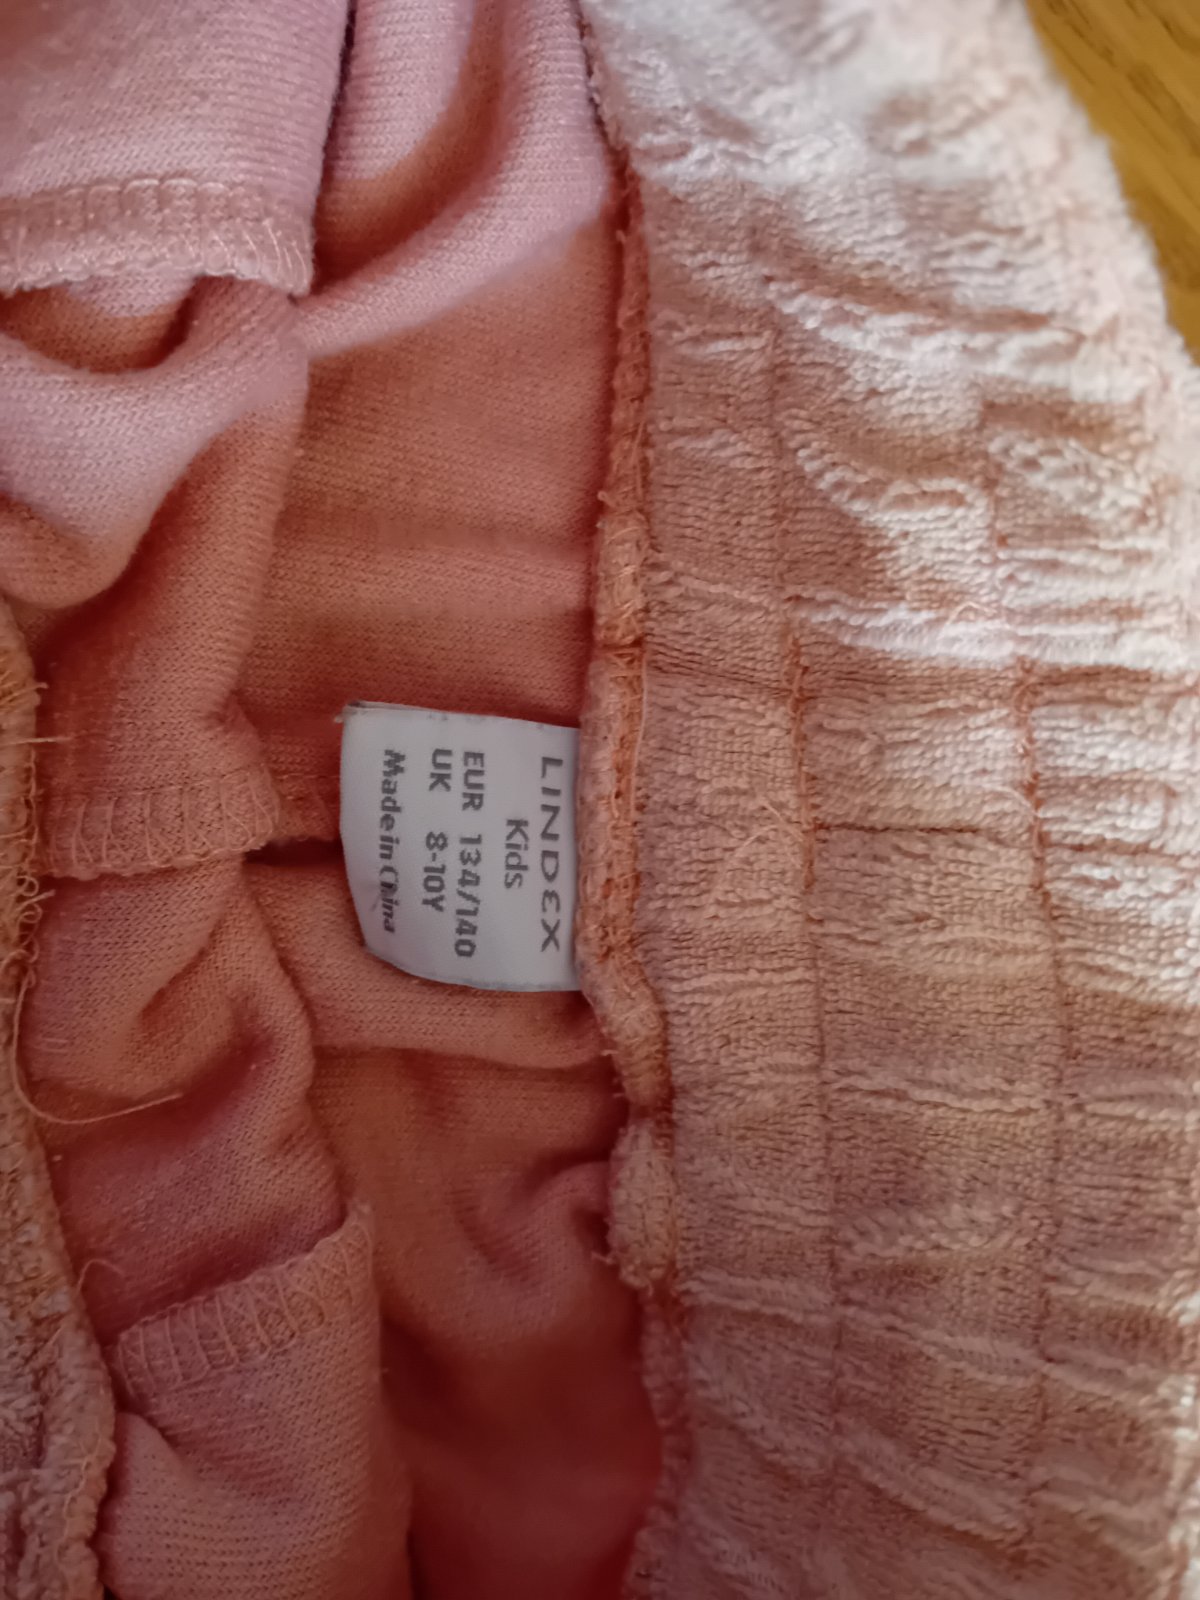 LINDEX
Kids
EUR 134/140
UK 8-10Y
Made in China